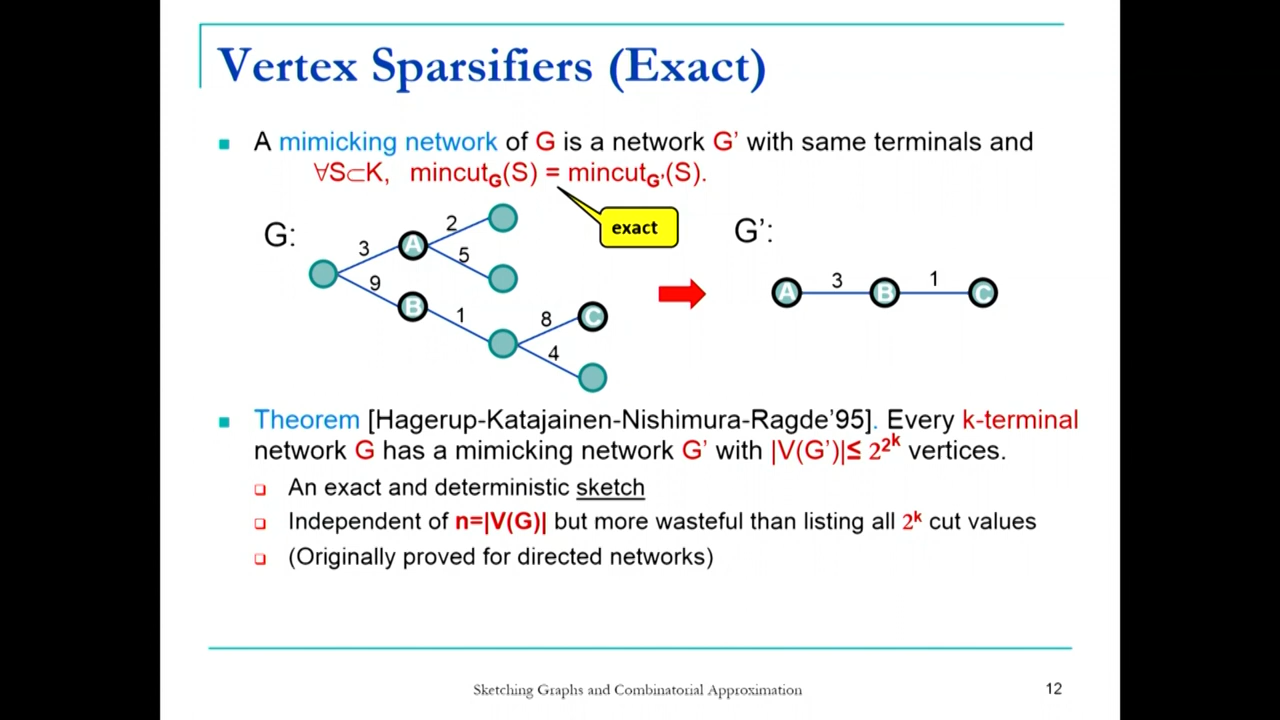 Vertex Sparsifiers (Exact)
A mimicking network of G is a network G’ with same terminals and
∀S⊂K, mincut_G(S) = mincut_G’(S).
exact
G:
G’:
2
3
A
5
9
B
1
8
C
4
A
3
B
1
C
Theorem [Hagerup-Katajainen-Nishimura-Ragde’95]. Every k-terminal
network G has a mimicking network G’ with |V(G’)|≤ 2^2^k vertices.
An exact and deterministic sketch
Independent of n=|V(G)| but more wasteful than listing all 2^k cut values
(Originally proved for directed networks)
Sketching Graphs and Combinatorial Approximation
12